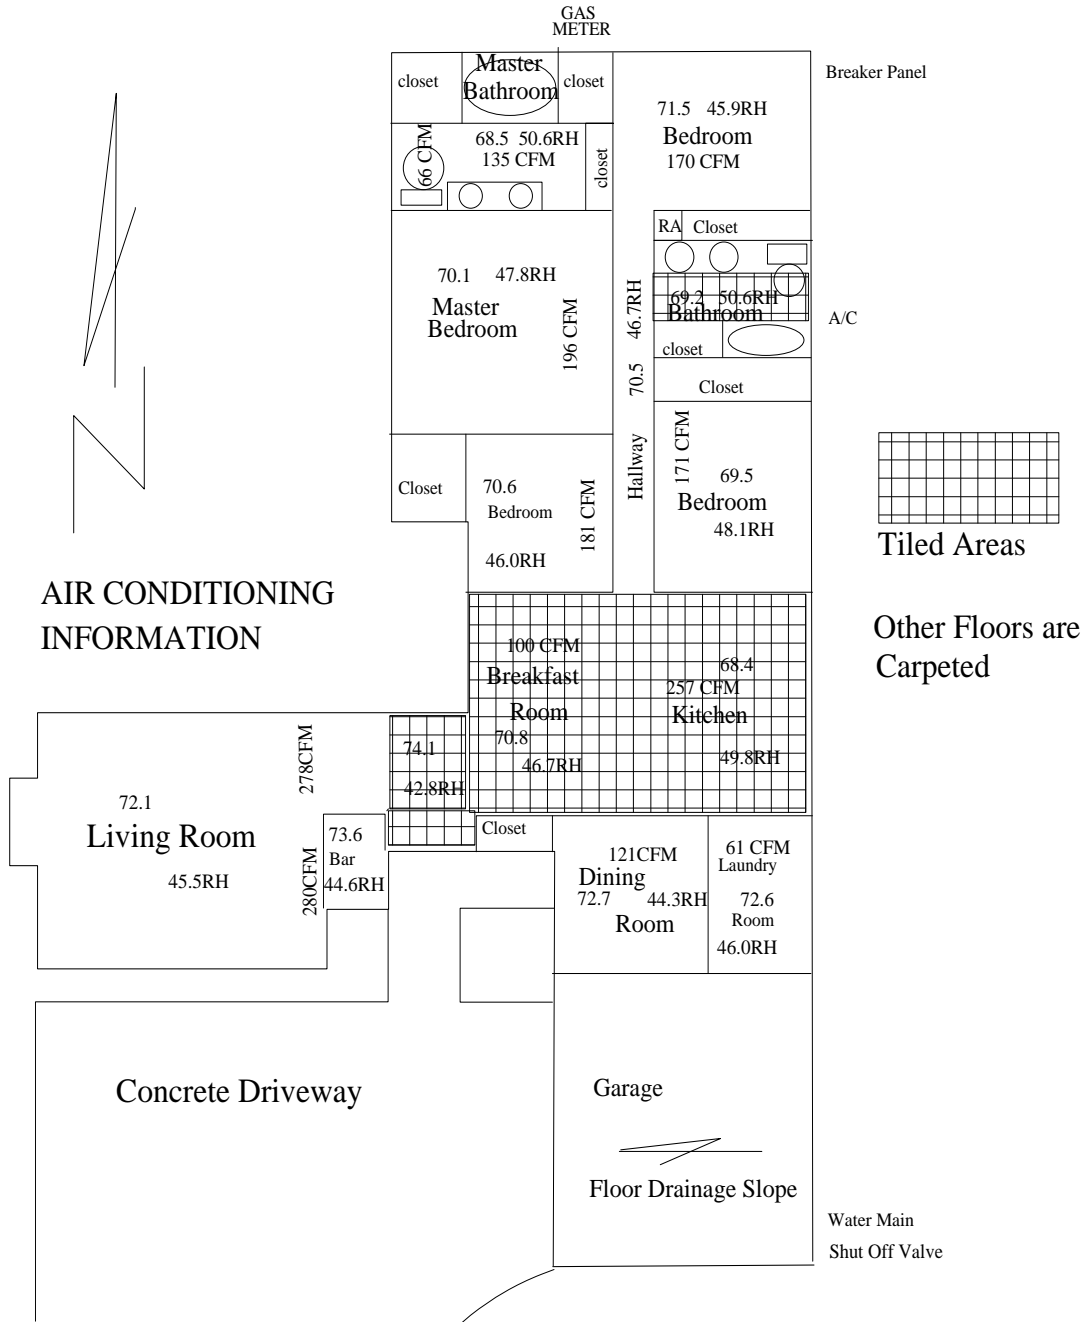 GAS
METER
Breaker Panel
closet
Master
Bathroom
closet
71.5 45.9RH
Bedroom
170 CFM
66 CFM
68.5 50.6RH
135 CFM
closet
RA Closet
70.1 47.8RH
Master
Bedroom
196 CFM
69.2 50.6RH
Bathroom
A/C
closet
Closet
Hallway 70.5 46.7RH
171 CFM
69.5
Bedroom
48.1RH
Closet
70.6
Bedroom
181 CFM
46.0RH
Tiled Areas
Other Floors are
Carpeted
AIR CONDITIONING
INFORMATION
100 CFM
Breakfast
Room
70.8
46.7RH
68.4
257 CFM
Kitchen
49.8RH
278CFM
74.1
42.8RH
72.1
Living Room
45.5RH
280CFM
73.6
Bar
44.6RH
Closet
121CFM
Dining
72.7 44.3RH
Room
61 CFM
Laundry
72.6
Room
46.0RH
Concrete Driveway
Garage
Floor Drainage Slope
Water Main
Shut Off Valve